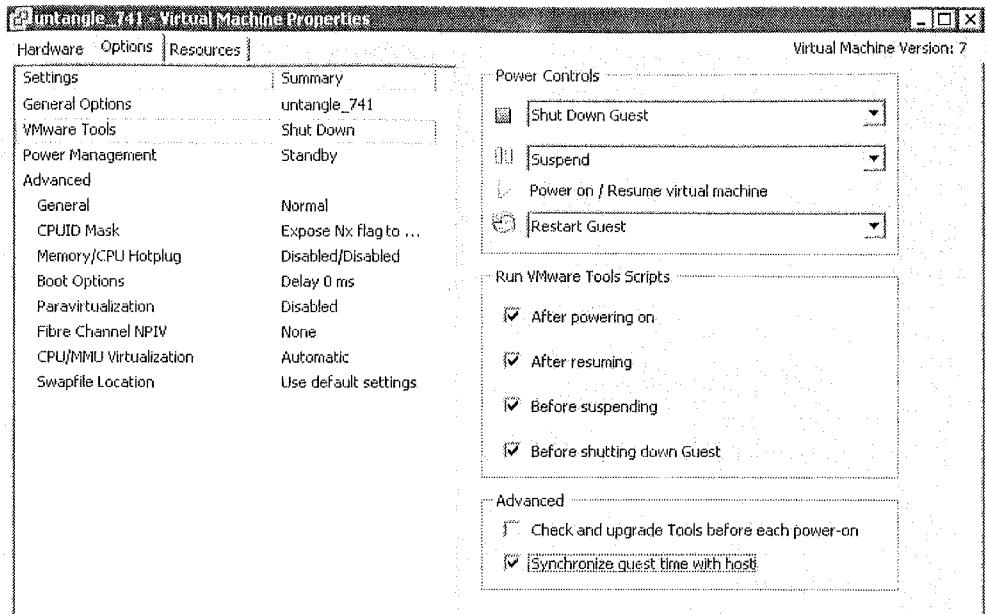 untangle_741 - Virtual Machine Properties
Hardware Options Resources Virtual Machine Version: 7
Settings Summary
General Options untangle_741
VMware Tools Shut Down
Power Management Standby
Advanced
General Normal
CPUID Mask Expose Nx flag to ...
Memory/CPU Hotplug Disabled/Disabled
Boot Options Delay 0 ms
Paravirtualization Disabled
Fibre Channel NPIV None
CPU/MMU Virtualization Automatic
Swapfile Location Use default settings
Power Controls
Shut Down Guest
Suspend
Power on / Resume virtual machine
Restart Guest
Run VMware Tools Scripts
After powering on
After resuming
Before suspending
Before shutting down Guest
Advanced
Check and upgrade Tools before each power-on
Synchronize guest time with host